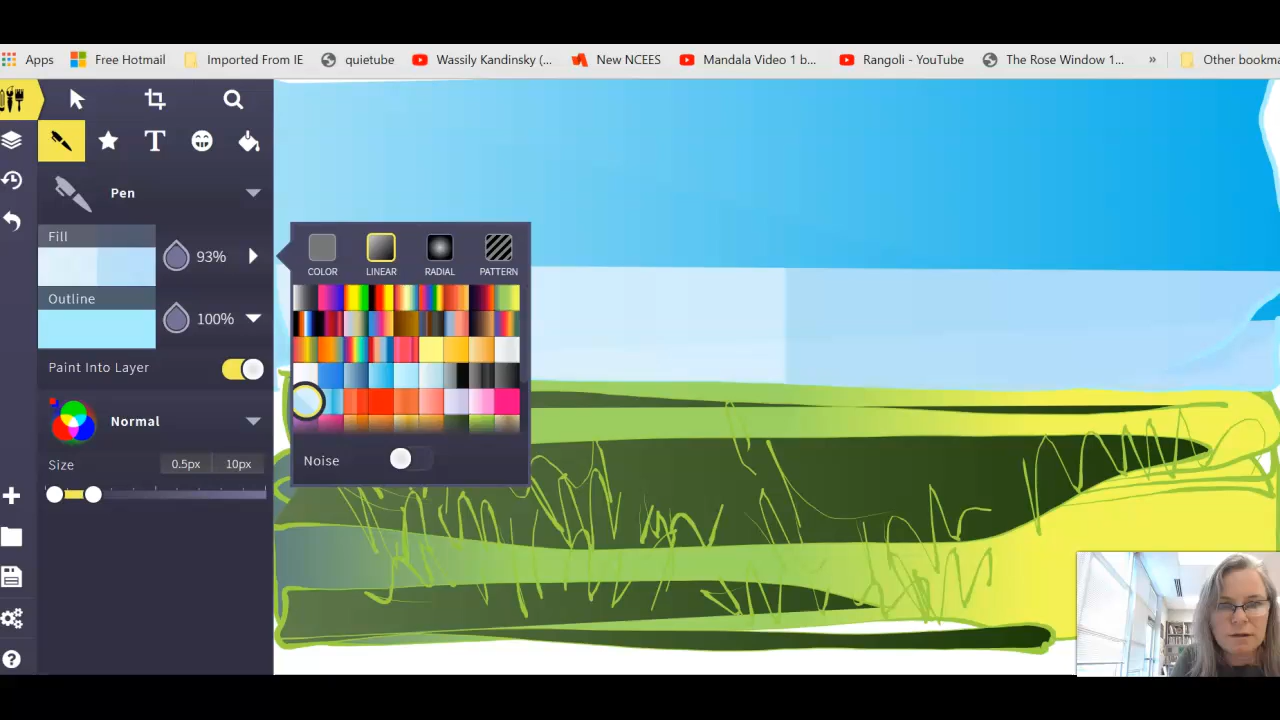 Apps Free Hotmail Imported From IE quietube Wassily Kandinsky (... New NCEES Mandala Video 1 b... Rangoli - YouTube The Rose Window 1... » Other bookma
T
Pen
Fill
93%
COLOR LINEAR RADIAL PATTERN
Outline
100%
Paint Into Layer
Normal
Noise
Size 0.5px 10px
?